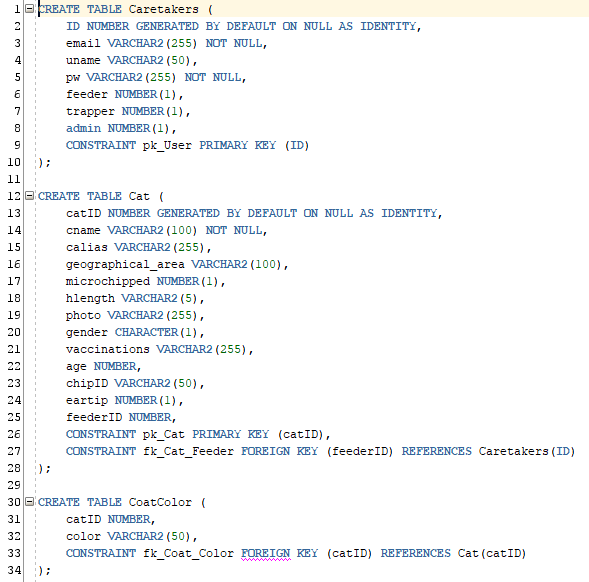 1 CREATE TABLE Caretakers (
2 ID NUMBER GENERATED BY DEFAULT ON NULL AS IDENTITY,
3 email VARCHAR2(255) NOT NULL,
4 uname VARCHAR2(50),
5 pw VARCHAR2(255) NOT NULL,
6 feeder NUMBER(1),
7 trapper NUMBER(1),
8 admin NUMBER(1),
9 CONSTRAINT pk_User PRIMARY KEY (ID)
10 );
11
12 CREATE TABLE Cat (
13 catID NUMBER GENERATED BY DEFAULT ON NULL AS IDENTITY,
14 cname VARCHAR2(100) NOT NULL,
15 calias VARCHAR2(255),
16 geographical_area VARCHAR2(100),
17 microchipped NUMBER(1),
18 hlength VARCHAR2(5),
19 photo VARCHAR2(255),
20 gender CHARACTER(1),
21 vaccinations VARCHAR2(255),
22 age NUMBER,
23 chipID VARCHAR2(50),
24 eartip NUMBER(1),
25 feederID NUMBER,
26 CONSTRAINT pk_Cat PRIMARY KEY (catID),
27 CONSTRAINT fk_Cat_Feeder FOREIGN KEY (feederID) REFERENCES Caretakers(ID)
28 );
29
30 CREATE TABLE CoatColor (
31 catID NUMBER,
32 color VARCHAR2(50),
33 CONSTRAINT fk_Coat_Color FOREIGN KEY (catID) REFERENCES Cat(catID)
34 );